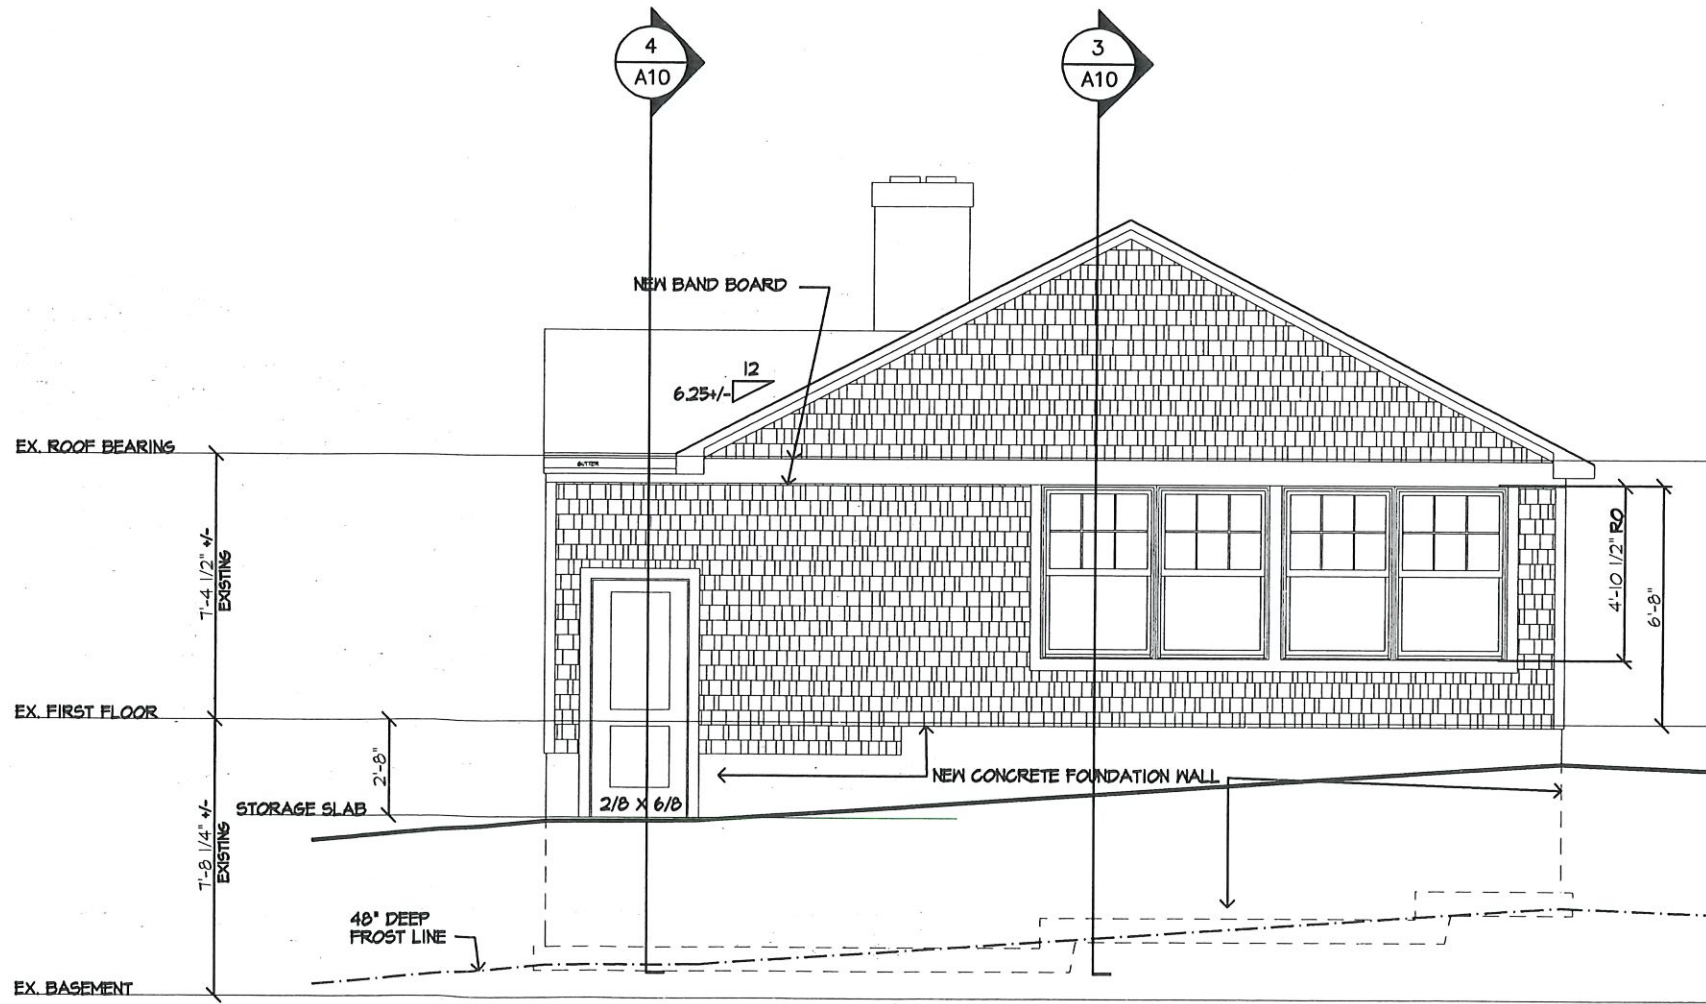 4
A10
3
A10
NEW BAND BOARD
12
6.25+/-
EX. ROOF BEARING
GUTTER
7'-4 1/2" +/-
EXISTING
4'-10 1/2" RO
6'-8"
EX. FIRST FLOOR
2'-8"
NEW CONCRETE FOUNDATION WALL
STORAGE SLAB
2/8 X 6/8
7'-8 1/4" +/-
EXISTING
48" DEEP
FROST LINE
EX. BASEMENT